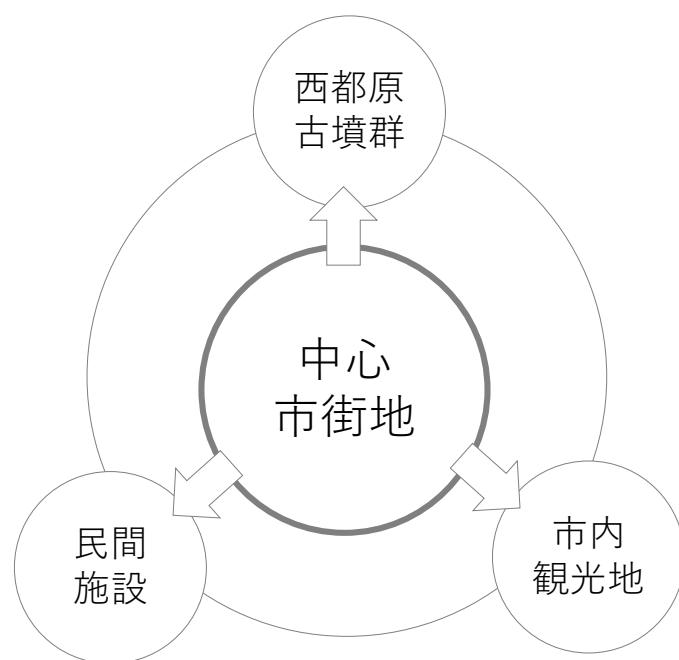 西都原
古墳群
中心
市街地
民間
施設
市内
観光地